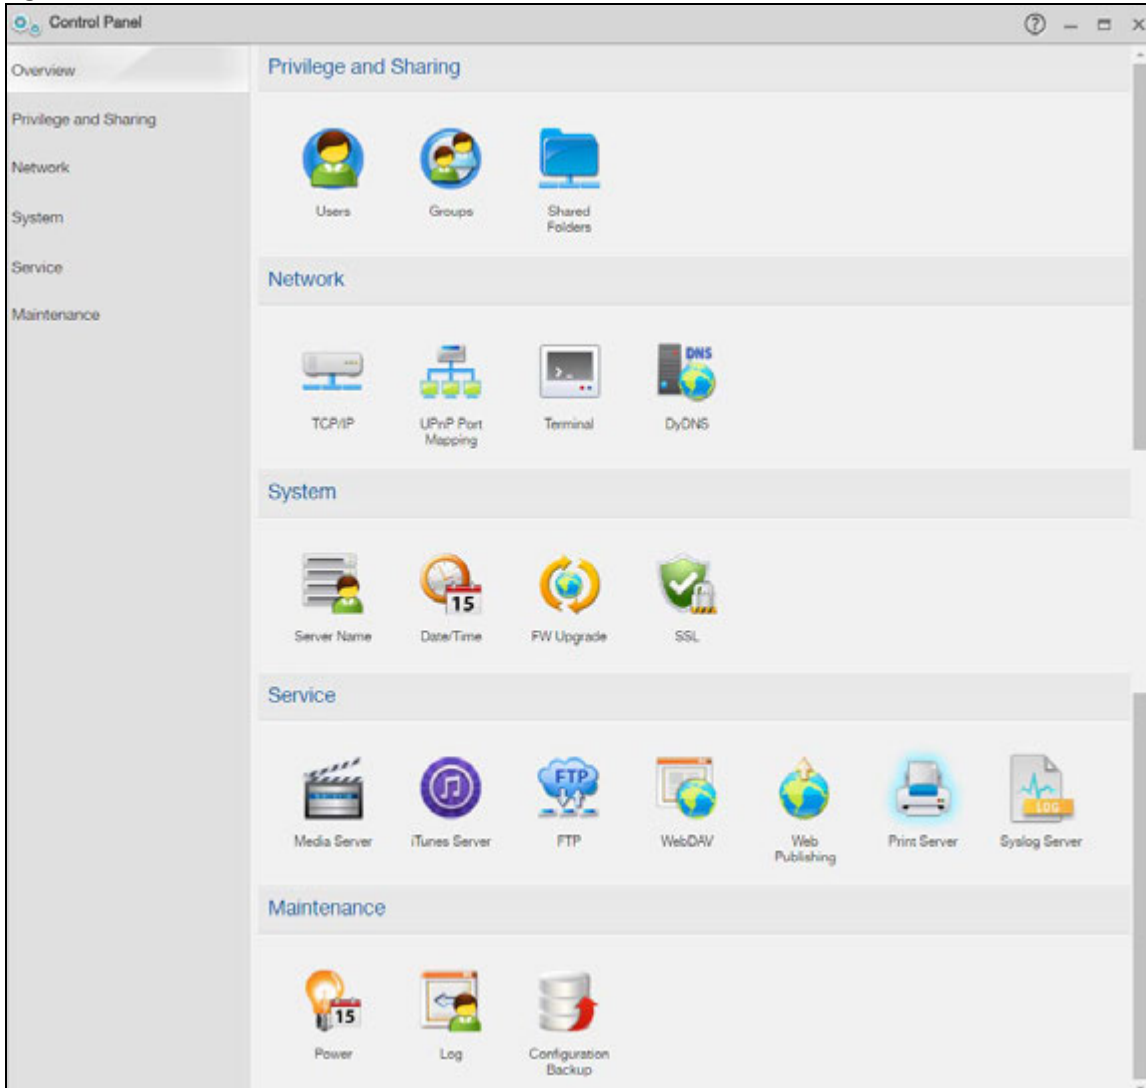 Control Panel
Overview
Privilege and Sharing
Network
System
Service
Maintenance
Privilege and Sharing
Users
Groups
Shared
Folders
Network
DNS
TCP/IP
UPnP Port
Mapping
Terminal
DyDNS
System
15
Server Name
Date/Time
FW Upgrade
SSL
Service
FTP
LOG
Media Server
iTunes Server
FTP
WebDAV
Web
Publishing
Print Server
Syslog Server
Maintenance
15
Power
Log
Configuration
Backup